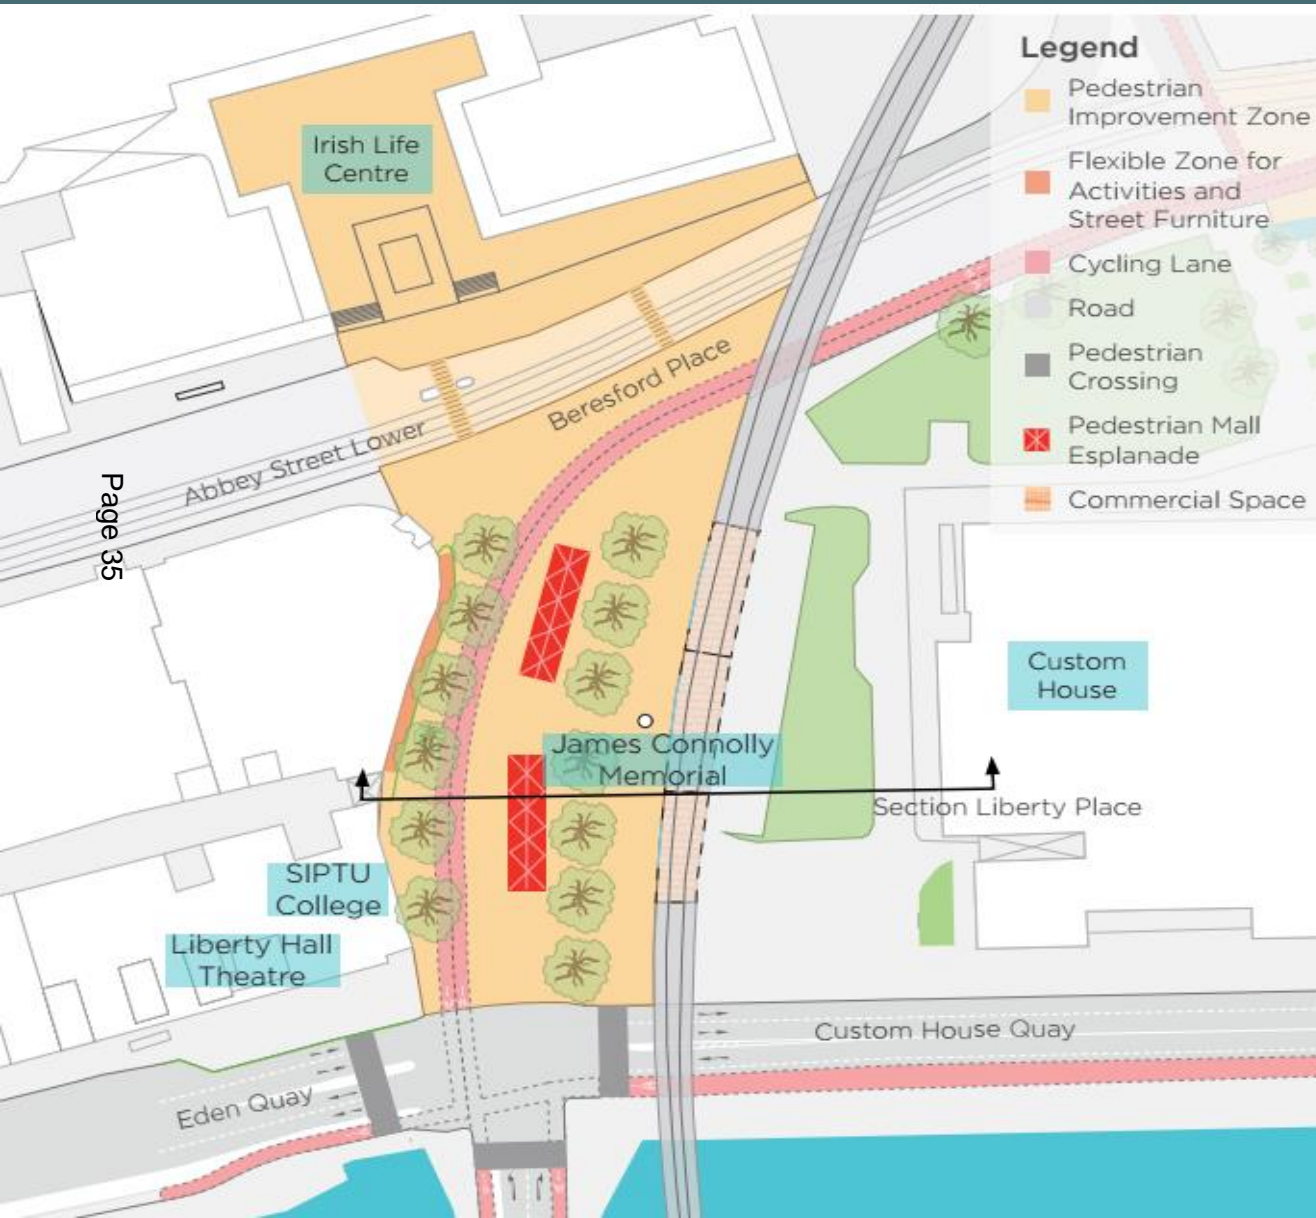 Legend
Pedestrian
Improvement Zone
Flexible Zone for
Activities and
Street Furniture
Cycling Lane
Road
Pedestrian
Crossing
Pedestrian Mall
Esplanade
Commercial Space
Irish Life
Centre
Beresford Place
Abbey Street Lower
Page 35
Custom
House
James Connolly
Memorial
Section Liberty Place
SIPTU
College
Liberty Hall
Theatre
Custom House Quay
Eden Quay